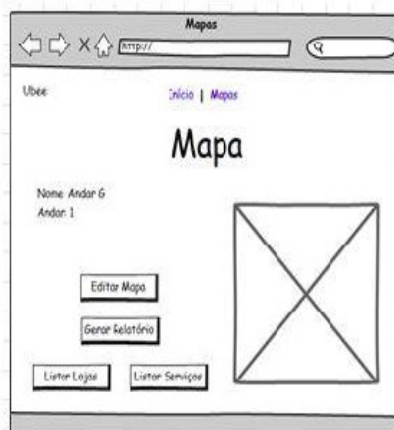 Mapas
http://
Ubee
Início | Mapas
Mapa
Nome: Andar G
Andar: 1
Editar Mapa
Gerar Relatório
Listar Lojas
Listar Serviços